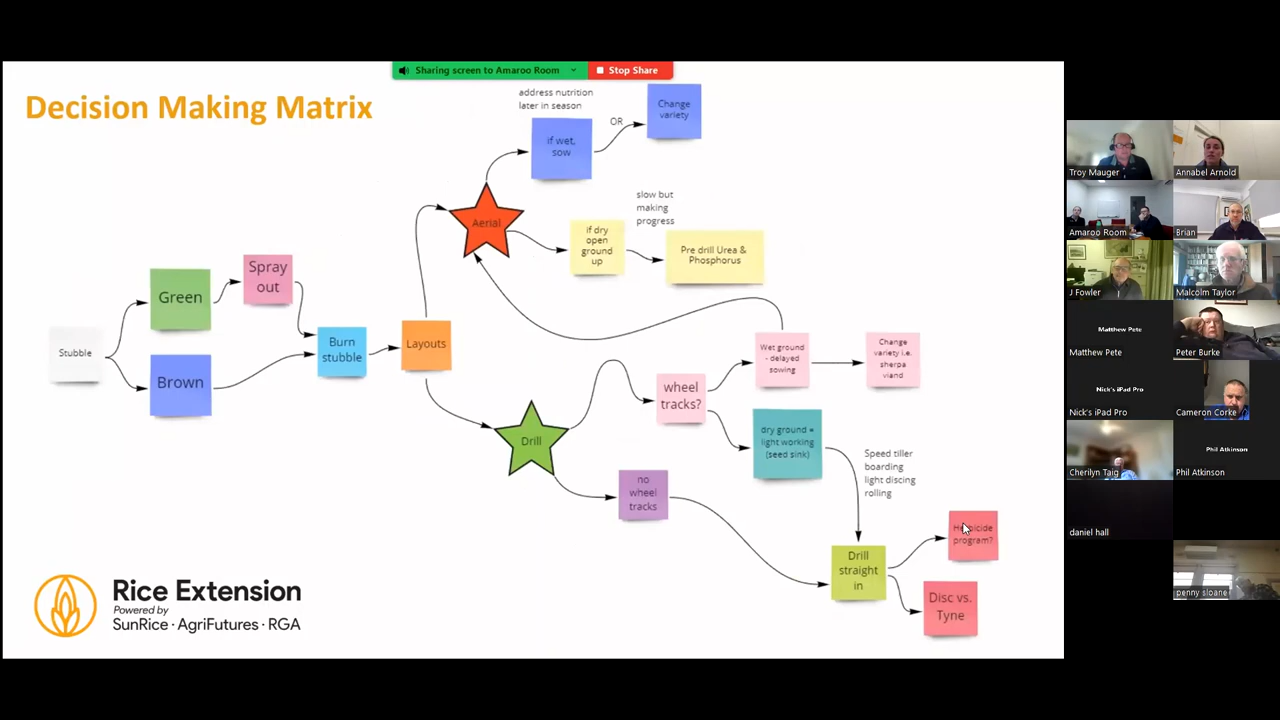 Sharing screen to Amaroo Room
Stop Share
Decision Making Matrix
address nutrition
later in season
if wet,
sow
OR
Change
variety
Aerial
slow but
making
progress
if dry
open
ground
up
Pre drill Urea &
Phosphorus
Stubble
Green
Spray
out
Brown
Burn
stubble
Layouts
Drill
wheel
tracks?
Wet ground
- delayed
sowing
Change
variety i.e.
sherpa
viand
dry ground =
light working
(seed sink)
no
wheel
tracks
Speed tiller
boarding
light discing
rolling
Drill
straight
in
Herbicide
program?
Disc vs.
Tyne
Rice Extension
Powered by
SunRice · AgriFutures · RGA
Troy Mauger
Annabel Arnold
Amaroo Room
Brian
J Fowler
Malcolm Taylor
Matthew Pete
Matthew Pete
Peter Burke
Nick's iPad Pro
Nick's iPad Pro
Cameron Corke
Cherilyn Taig
Phil Atkinson
Phil Atkinson
daniel hall
penny sloane